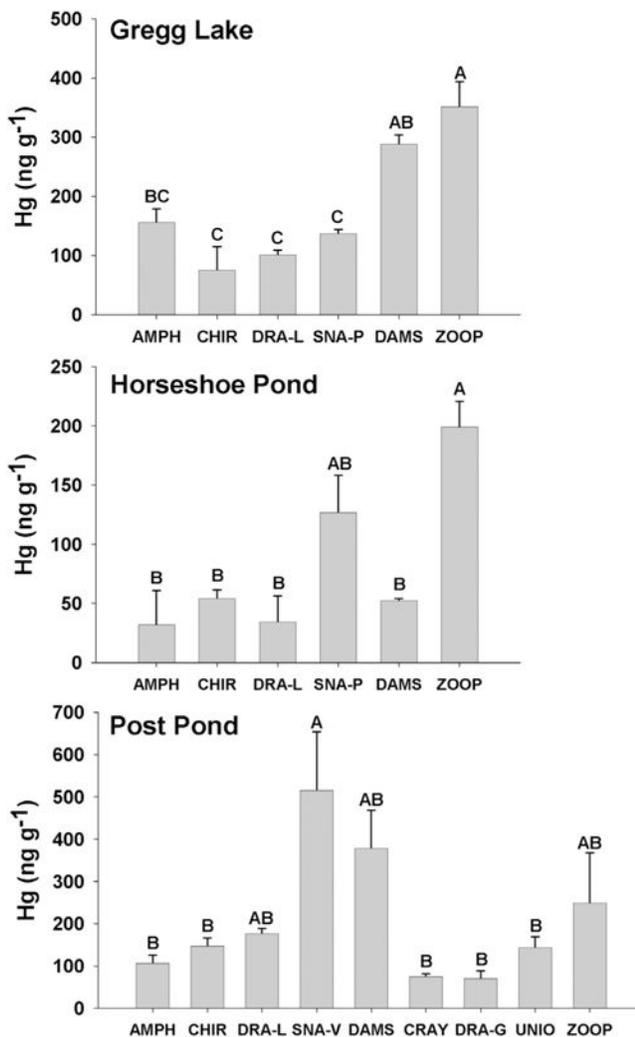 Gregg Lake
Hg (ng g⁻¹)
500
400
300
200
100
0
BC
C
C
C
AB
A
AMPH CHIR DRA-L SNA-P DAMS ZOOP
Horseshoe Pond
Hg (ng g⁻¹)
250
200
150
100
50
0
B
B
B
AB
B
A
AMPH CHIR DRA-L SNA-P DAMS ZOOP
Post Pond
Hg (ng g⁻¹)
700
600
500
400
300
200
100
0
B
B
AB
A
AB
B
B
B
AB
AMPH CHIR DRA-L SNA-V DAMS CRAY DRA-G UNIO ZOOP